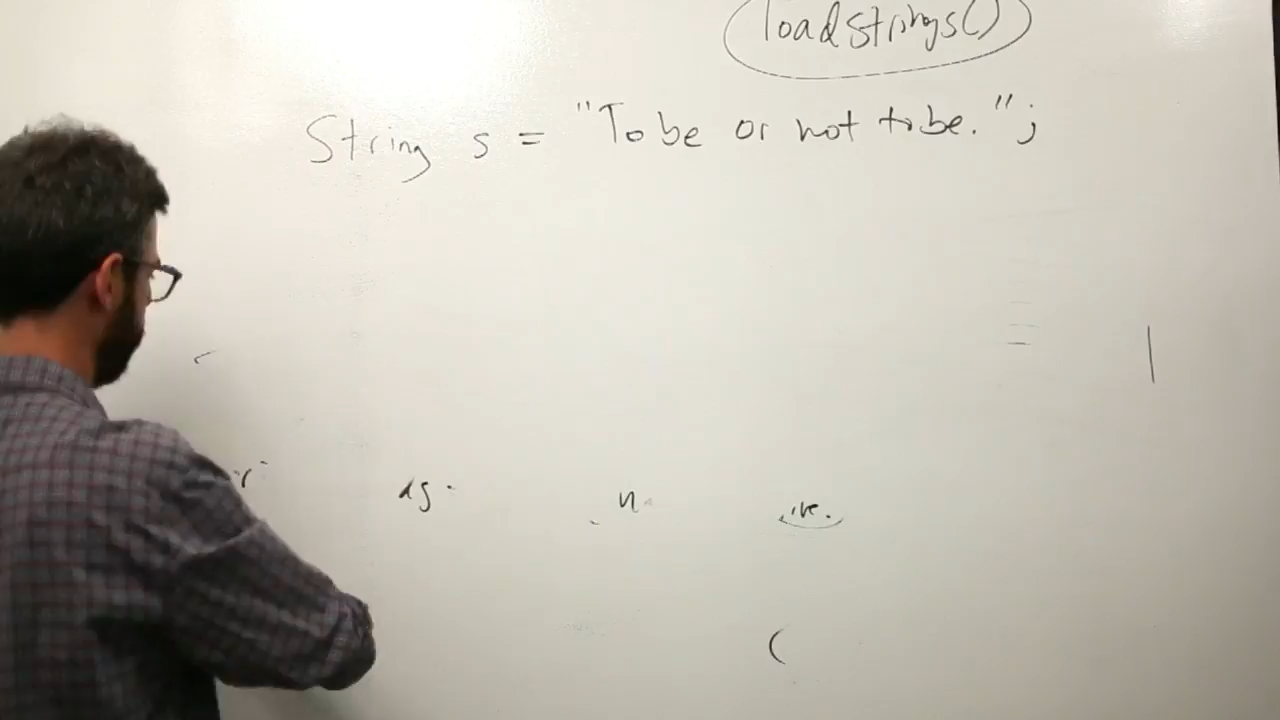 loadStrings()
String s = "To be or not to be.";